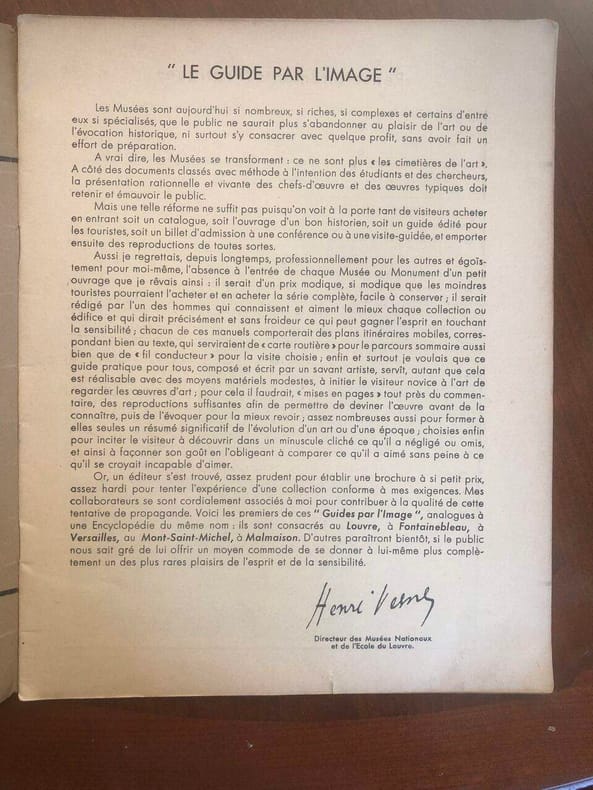 " LE GUIDE PAR L'IMAGE "
Les Musées sont aujourd'hui si nombreux, si riches, si complexes et certains d'entre
eux si spécialisés, que le public ne saurait plus s'abandonner au plaisir de l'art ou de
l'évocation historique, ni surtout s'y consacrer avec quelque profit, sans avoir fait un
effort de préparation.
A vrai dire, les Musées se transforment : ce ne sont plus « les cimetières de l'art ».
A côté des documents classés avec méthode à l'intention des étudiants et des chercheurs,
la présentation rationnelle et vivante des chefs-d'œuvre et des œuvres typiques doit
retenir et émouvoir le public.
Mais une telle réforme ne suffit pas puisqu'on voit à la porte tant de visiteurs acheter
en entrant soit un catalogue, soit l'ouvrage d'un bon historien, soit un guide édité pour
les touristes, soit un billet d'admission à une conférence ou à une visite-guidée, et emporter
ensuite des reproductions de toutes sortes.
Aussi je regrettais, depuis longtemps, professionnellement pour les autres et égoïs-
tement pour moi-même, l'absence à l'entrée de chaque Musée ou Monument d'un petit
ouvrage que je rêvais ainsi : il serait d'un prix modique, si modique que les moindres
touristes pourraient l'acheter et en acheter la série complète, facile à conserver ; il serait
rédigé par l'un des hommes qui connaissent et aiment le mieux chaque collection ou
édifice et qui dirait précisément et sans froideur ce qui peut gagner l'esprit en touchant
la sensibilité ; chacun de ces manuels comporterait des plans itinéraires mobiles, corres-
pondant bien au texte, qui serviraient de « carte routière » pour le parcours sommaire aussi
bien que de « fil conducteur » pour la visite choisie ; enfin et surtout je voulais que ce
guide pratique pour tous, composé et écrit par un savant artiste, servît, autant que cela
est réalisable avec des moyens matériels modestes, à initier le visiteur novice à l'art de
regarder les œuvres d'art ; pour cela il faudrait, « mises en pages » tout près du commen-
taire, des reproductions suffisantes afin de permettre de deviner l'œuvre avant de la
connaître, puis de l'évoquer pour la mieux revoir ; assez nombreuses aussi pour former à
elles seules un résumé significatif de l'évolution d'un art ou d'une époque ; choisies enfin
pour inciter le visiteur à découvrir dans un minuscule cliché ce qu'il a négligé ou omis,
et ainsi à façonner son goût en l'obligeant à comparer ce qu'il a aimé sans peine à ce
qu'il se croyait incapable d'aimer.
Or, un éditeur s'est trouvé, assez prudent pour établir une brochure à si petit prix,
assez hardi pour tenter l'expérience d'une collection conforme à mes exigences. Mes
collaborateurs se sont cordialement associés à moi pour contribuer à la qualité de cette
tentative de propagande. Voici les premiers de ces " Guides par l'Image ", analogues à
une Encyclopédie du même nom : ils sont consacrés au Louvre, à Fontainebleau, à
Versailles, au Mont-Saint-Michel, à Malmaison. D'autres paraîtront bientôt, si le public
nous sait gré de lui offrir un moyen commode de se donner à lui-même plus complè-
tement un des plus rares plaisirs de l'esprit et de la sensibilité.
Henri Verne
Directeur des Musées Nationaux
et de l'Ecole du Louvre.